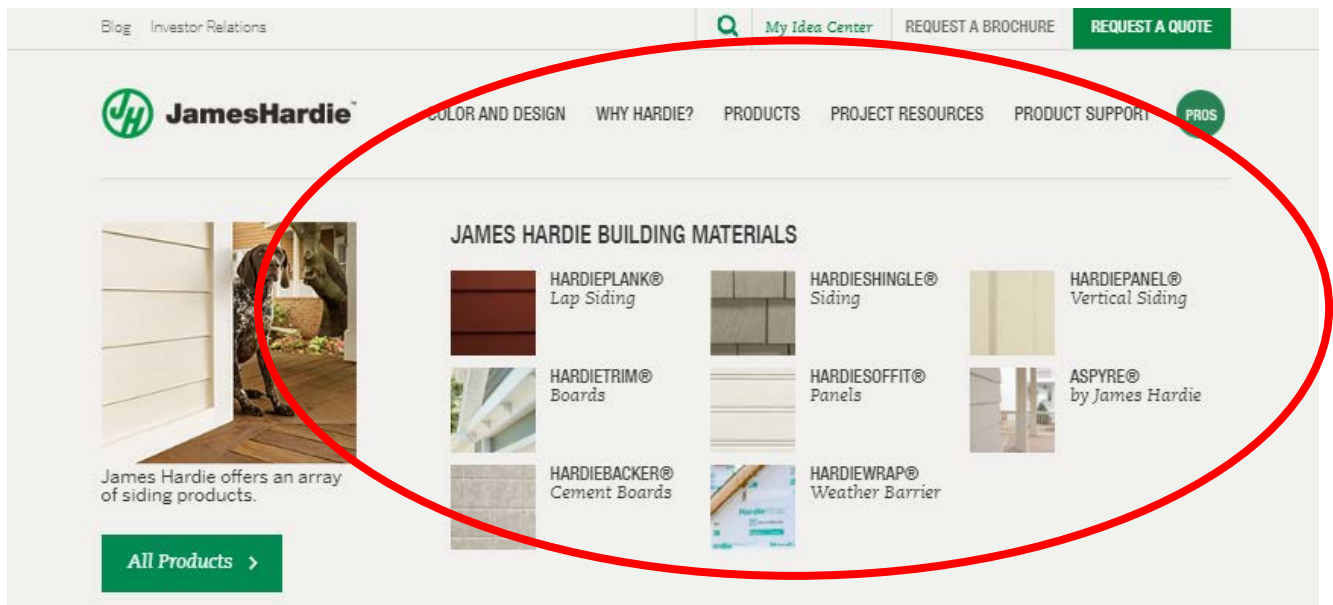 Blog Investor Relations My Idea Center REQUEST A BROCHURE REQUEST A QUOTE
JH JamesHardie™ COLOR AND DESIGN WHY HARDIE? PRODUCTS PROJECT RESOURCES PRODUCT SUPPORT PROS
JAMES HARDIE BUILDING MATERIALS
HARDIEPLANK®
Lap Siding
HARDIESHINGLE®
Siding
HARDIEPANEL®
Vertical Siding
HARDIETRIM®
Boards
HARDIESOFFIT®
Panels
ASPYRE®
by James Hardie
HARDIEBACKER®
Cement Boards
HARDIEWRAP®
Weather Barrier
James Hardie offers an array
of siding products.
All Products >